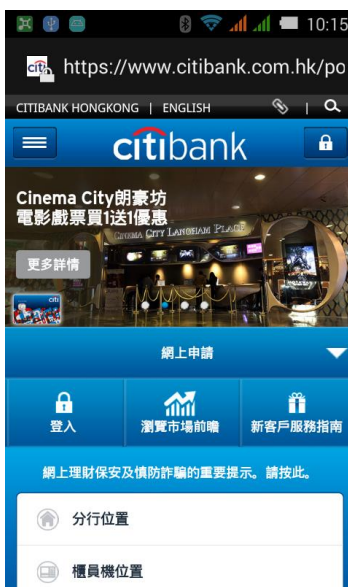 10:15
https://www.citibank.com.hk/po
CITIBANK HONGKONG | ENGLISH
citibank
Cinema City朗豪坊
電影戲票買1送1優惠
CINEMA CITY LANGHAM PLACE
更多詳情
網上申請
登入
瀏覽市場前瞻
新客戶服務指南
網上理財保安及慎防詐騙的重要提示。請按此。
分行位置
櫃員機位置